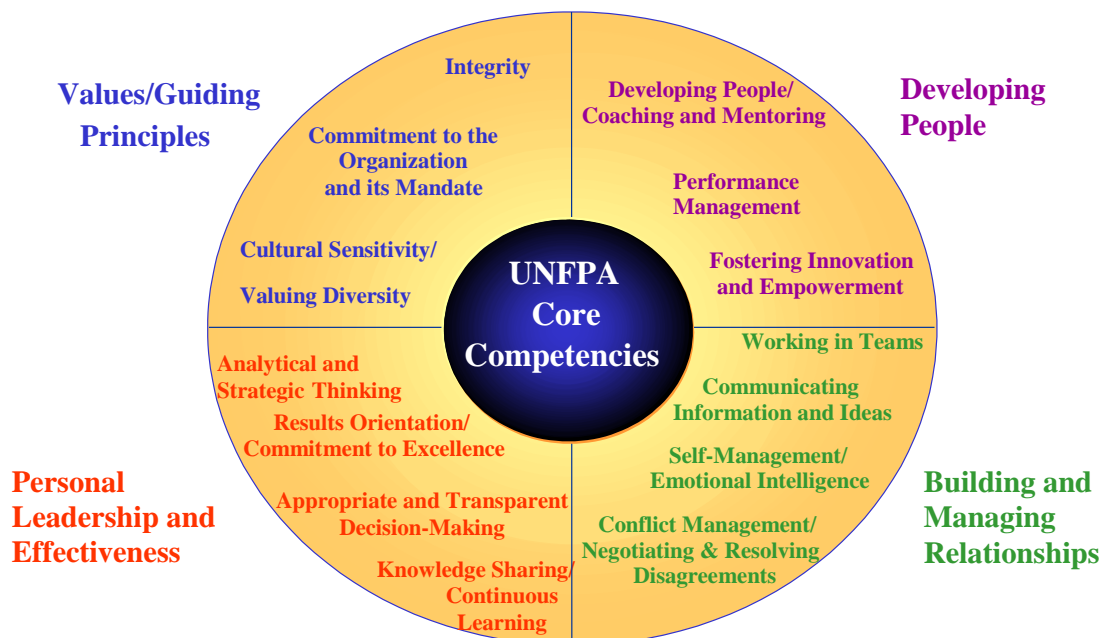 Values/Guiding
Principles
Integrity
Commitment to the
Organization
and its Mandate
Cultural Sensitivity/
Valuing Diversity
Developing People/
Coaching and Mentoring
Performance
Management
Fostering Innovation
and Empowerment
Developing
People
UNFPA
Core
Competencies
Analytical and
Strategic Thinking
Results Orientation/
Commitment to Excellence
Appropriate and Transparent
Decision-Making
Knowledge Sharing/
Continuous
Learning
Personal
Leadership and
Effectiveness
Working in Teams
Communicating
Information and Ideas
Self-Management/
Emotional Intelligence
Conflict Management/
Negotiating & Resolving
Disagreements
Building and
Managing
Relationships